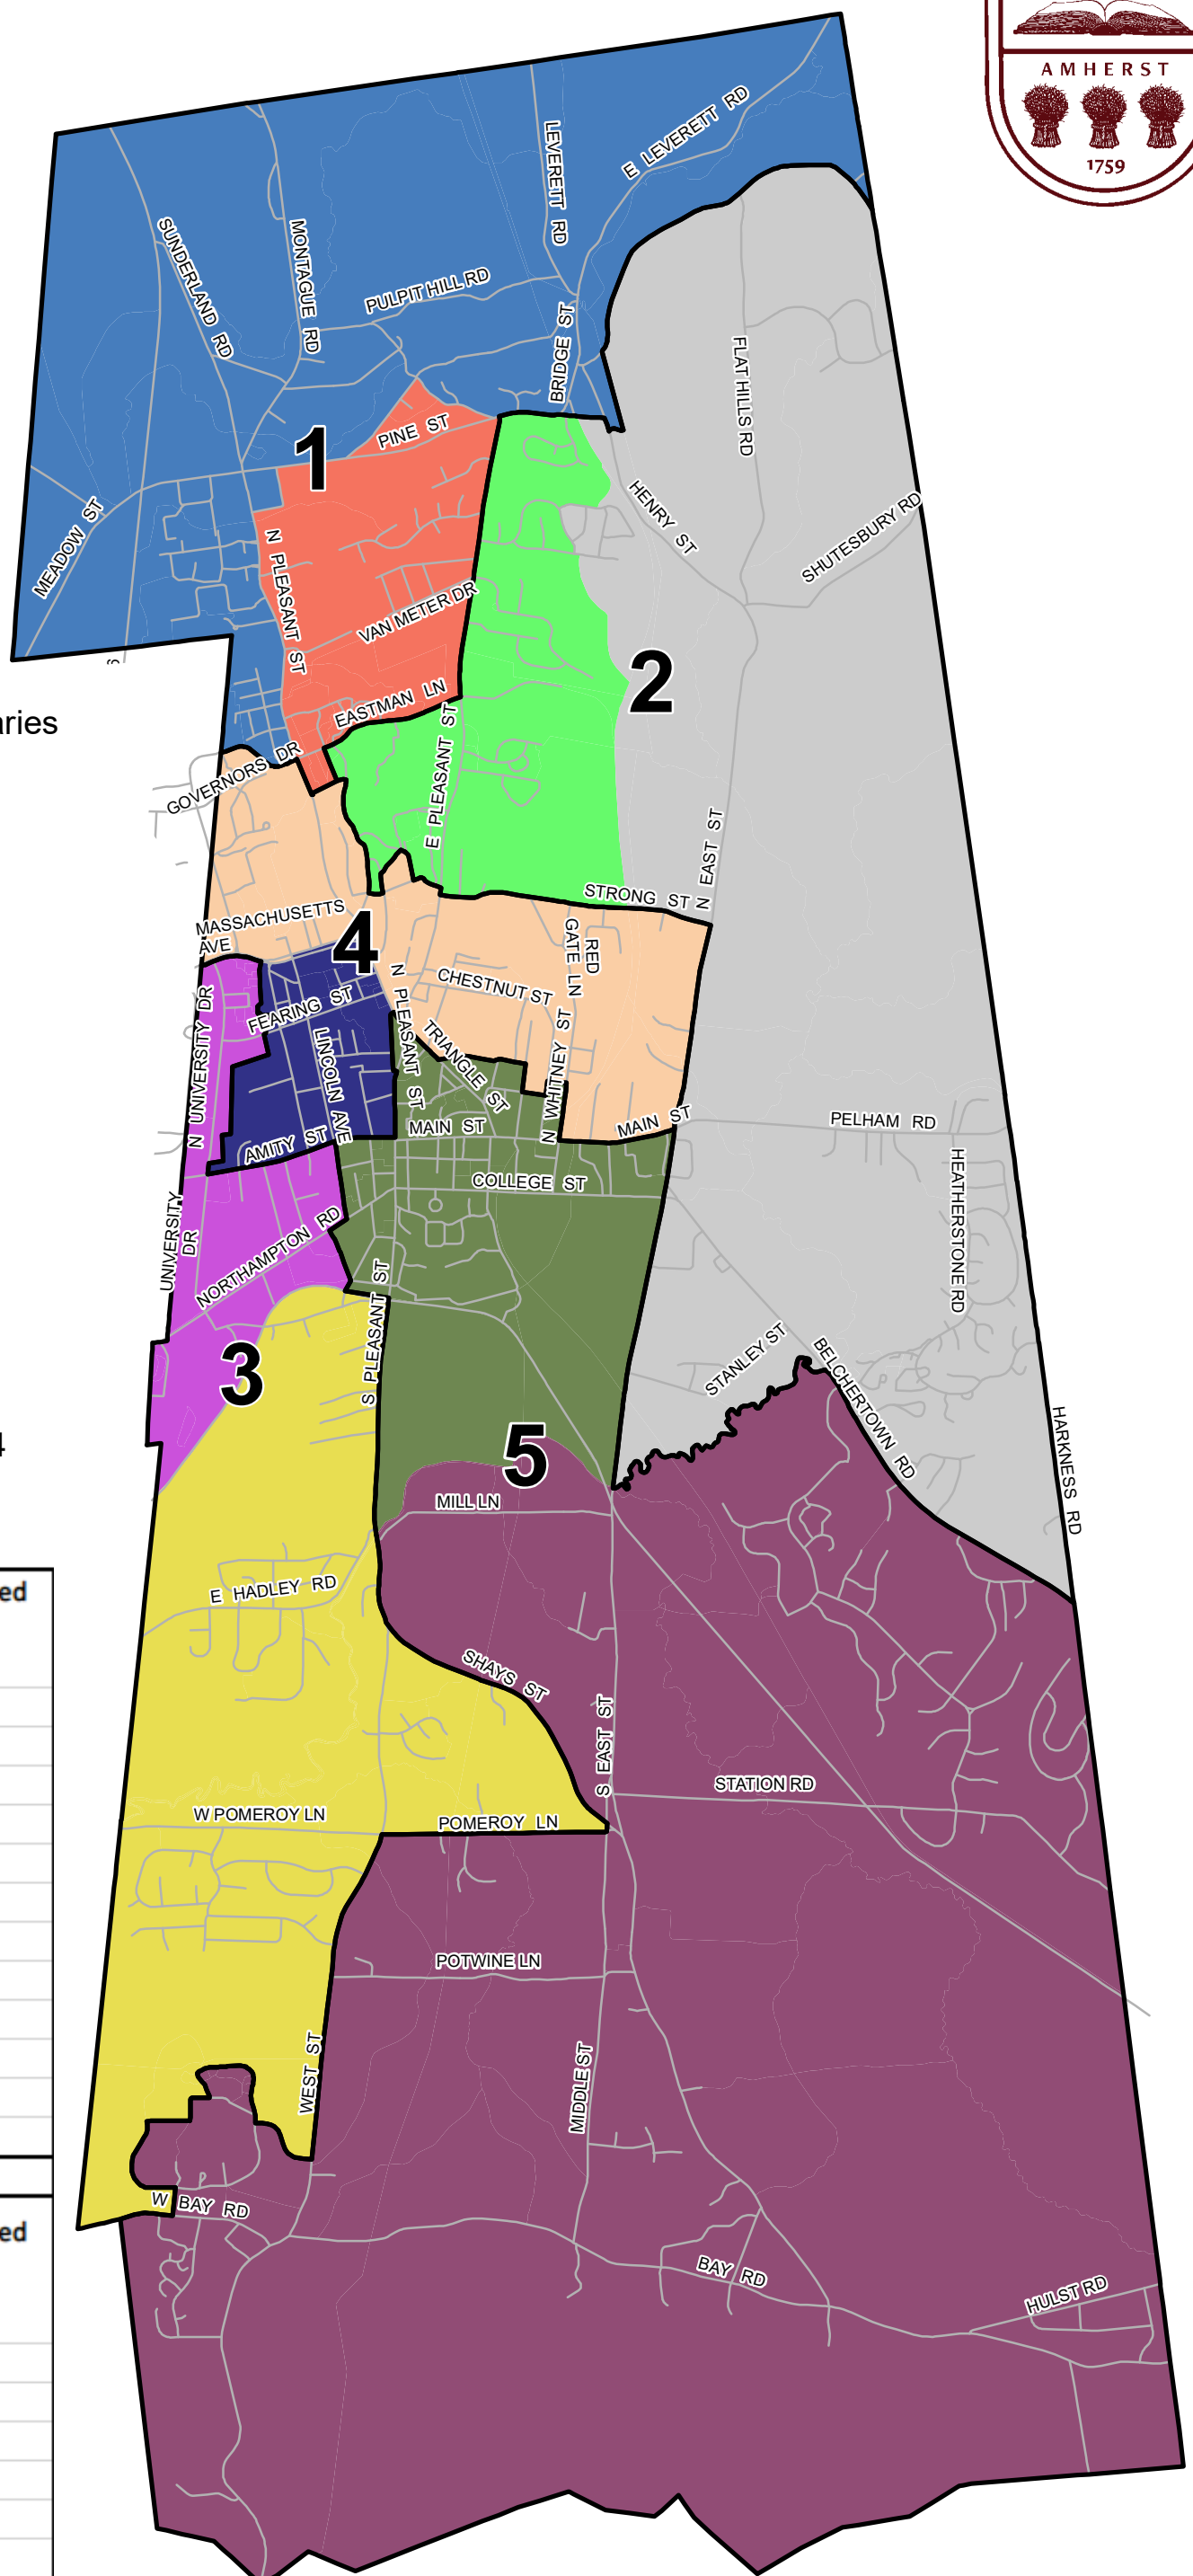 AMHERST
1759
LEVERETT RD
E LEVERETT RD
SUNDERLAND RD
MONTAGUE RD
PULPIT HILL RD
BRIDGE ST
FLAT HILLS RD
1
PINE ST
MEADOW ST
HENRY ST
SHUTESBURY RD
N PLEASANT ST
VAN METER DR
2
EASTMAN LN
aries
E PLEASANT ST
GOVERNORS DR
N EAST ST
STRONG ST
MASSACHUSETTS
AVE
4
RED
GATE LN
CHESTNUT ST
N PLEASANT ST
FEARING ST
N UNIVERSITY DR
LINCOLN AVE
TRIANGLE ST
N WHITNEY ST
MAIN ST
MAIN ST
PELHAM RD
AMITY ST
COLLEGE ST
HEATHERSTONE RD
UNIVERSITY
DR
NORTHAMPTON RD
S PLEASANT ST
STANLEY ST
BELCHERTOWN RD
3
4
5
HARKNESS RD
MILL LN
E HADLEY RD
ed
SHAYS ST
S EAST ST
STATION RD
W POMEROY LN
POMEROY LN
POTWINE LN
WEST ST
MIDDLE ST
W BAY RD
ed
BAY RD
HULST RD